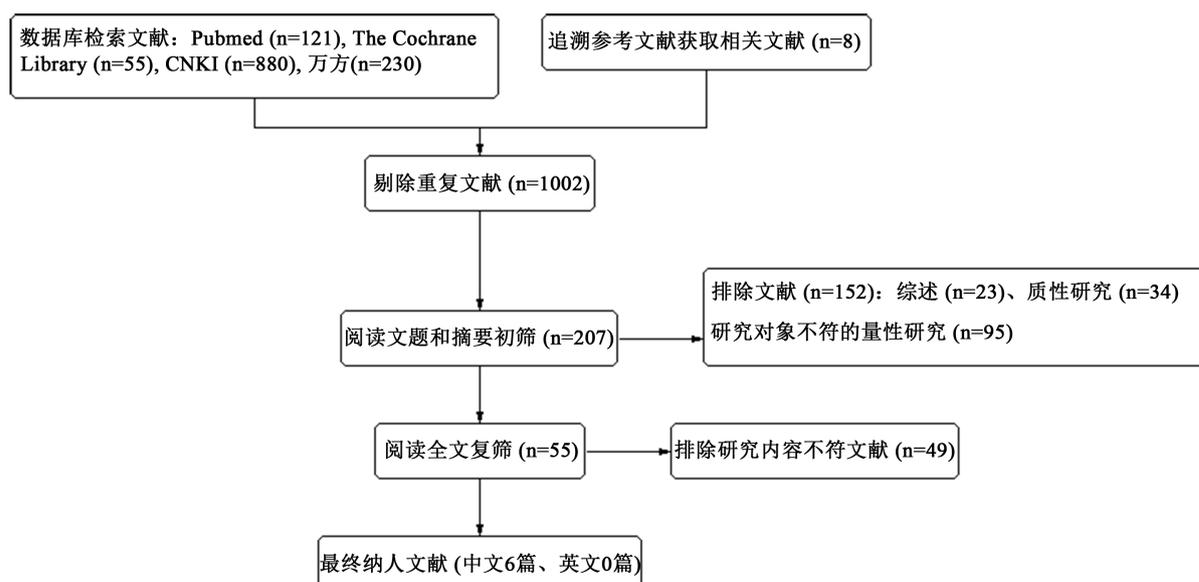 数据库检索文献：Pubmed (n=121), The Cochrane
Library (n=55), CNKI (n=880), 万方(n=230)
追溯参考文献获取相关文献 (n=8)
剔除重复文献 (n=1002)
阅读文题和摘要初筛 (n=207)
排除文献 (n=152)：综述 (n=23)、质性研究 (n=34)
研究对象不符的量性研究 (n=95)
阅读全文复筛 (n=55)
排除研究内容不符文献 (n=49)
最终纳人文献 (中文6篇、英文0篇)